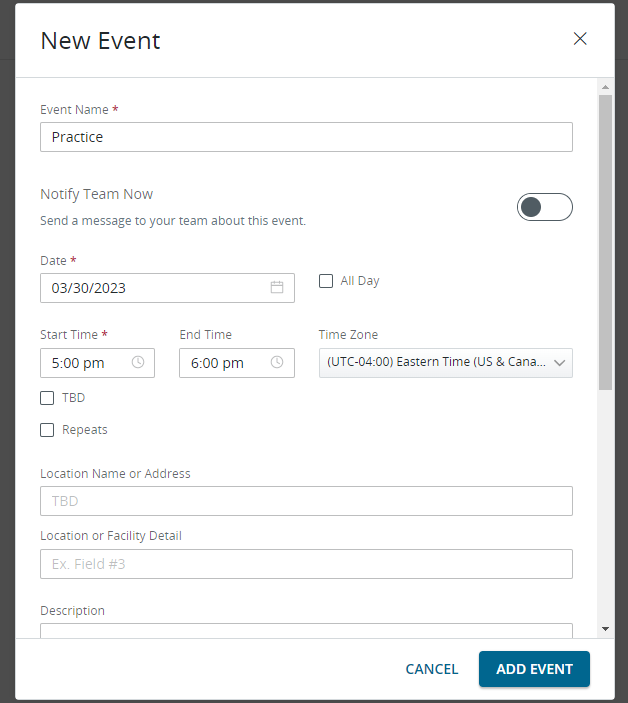 New Event
Event Name *
Practice
Notify Team Now
Send a message to your team about this event.
Date *
03/30/2023
All Day
Start Time * End Time Time Zone
5:00 pm 6:00 pm (UTC-04:00) Eastern Time (US & Cana...
TBD
Repeats
Location Name or Address
TBD
Location or Facility Detail
Ex. Field #3
Description
CANCEL ADD EVENT